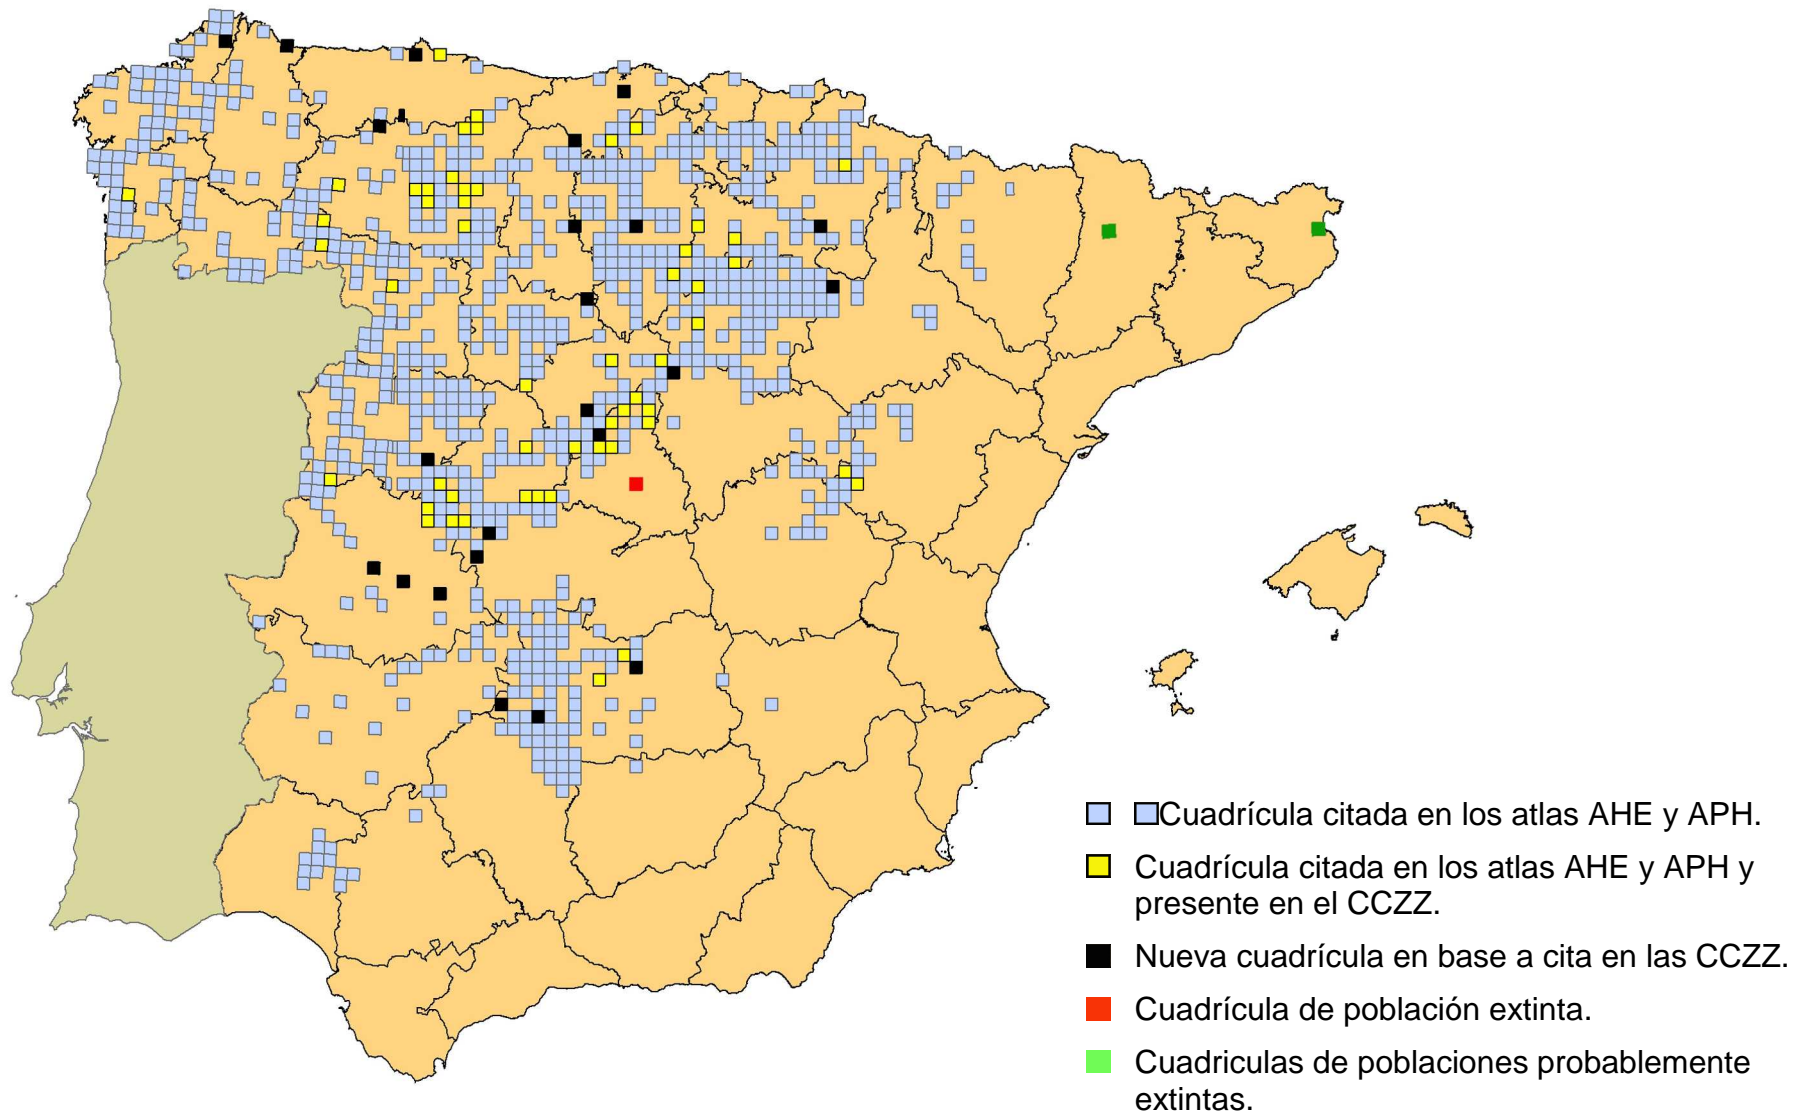 Cuadrícula citada en los atlas AHE y APH.
Cuadrícula citada en los atlas AHE y APH y
presente en el CCZZ.
Nueva cuadrícula en base a cita en las CCZZ.
Cuadrícula de población extinta.
Cuadriculas de poblaciones probablemente
extintas.